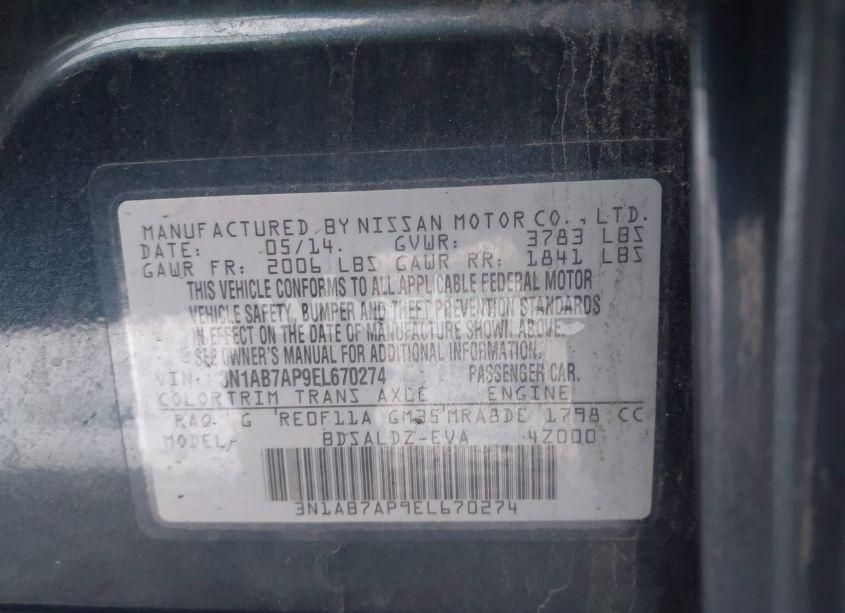 MANUFACTURED BY NISSAN MOTOR CO., LTD.
DATE: 05/14. GVWR: 3783 LBS
GAWR FR: 2006 LBS GAWR RR: 1841 LBS
THIS VEHICLE CONFORMS TO ALL APPLICABLE FEDERAL MOTOR
VEHICLE SAFETY, BUMPER AND THEFT PREVENTION STANDARDS
IN EFFECT ON THE DATE OF MANUFACTURE SHOWN ABOVE.
SEE OWNER'S MANUAL FOR ADDITIONAL INFORMATION.
VIN: 3N1AB7AP9EL670274 PASSENGER CAR.
COLOR TRIM TRANS AXLE ENGINE
RAQ G RE0F11A GM35 MRA8DE 1798 CC
MODEL- BDSALDZ-EVA 4Z000
3N1AB7AP9EL670274